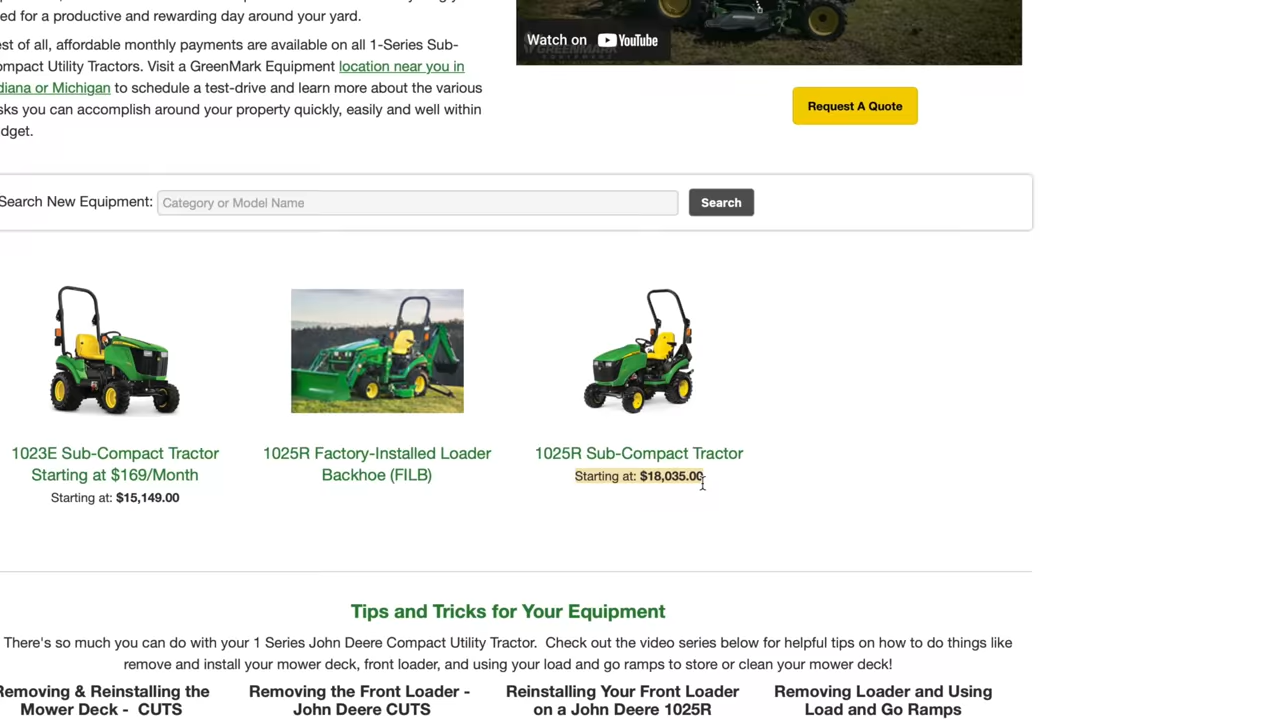 ed for a productive and rewarding day around your yard.
est of all, affordable monthly payments are available on all 1-Series Sub-
ompact Utility Tractors. Visit a GreenMark Equipment location near you in
diana or Michigan to schedule a test-drive and learn more about the various
sks you can accomplish around your property quickly, easily and well within
dget.
Watch on YouTube
GREENMARK
EQUIPMENT
Request A Quote
Search New Equipment: Category or Model Name Search
1023E Sub-Compact Tractor
Starting at $169/Month
Starting at: $15,149.00
1025R Factory-Installed Loader
Backhoe (FILB)
1025R Sub-Compact Tractor
Starting at: $18,035.00
Tips and Tricks for Your Equipment
There's so much you can do with your 1 Series John Deere Compact Utility Tractor. Check out the video series below for helpful tips on how to do things like
remove and install your mower deck, front loader, and using your load and go ramps to store or clean your mower deck!
Removing & Reinstalling the
Mower Deck - CUTS
Removing the Front Loader -
John Deere CUTS
Reinstalling Your Front Loader
on a John Deere 1025R
Removing Loader and Using
Load and Go Ramps